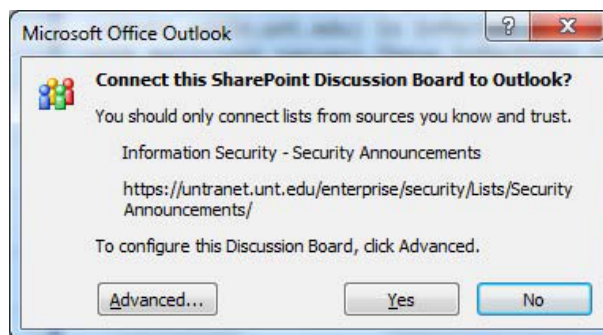 Microsoft Office Outlook
?
Connect this SharePoint Discussion Board to Outlook?
You should only connect lists from sources you know and trust.
Information Security - Security Announcements
https://untranet.unt.edu/enterprise/security/Lists/Security
Announcements/
To configure this Discussion Board, click Advanced.
Advanced... Yes No